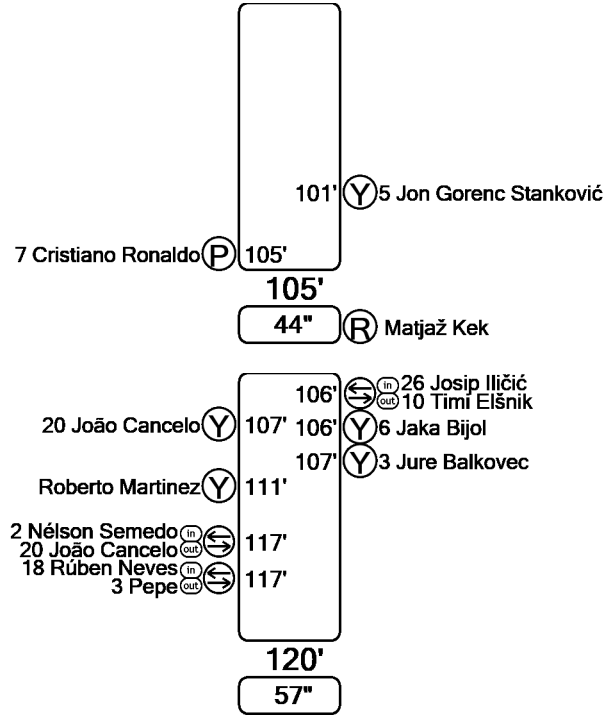 101' Y 5 Jon Gorenc Stanković
7 Cristiano Ronaldo P 105'
105'
44" R Matjaž Kek
106' in 26 Josip Iličić
out 10 Timi Elšnik
20 João Cancelo Y 107' 106' Y 6 Jaka Bijol
107' Y 3 Jure Balkovec
Roberto Martinez Y 111'
2 Nélson Semedo in 117'
20 João Cancelo out
18 Rúben Neves in 117'
3 Pepe out
120'
57"